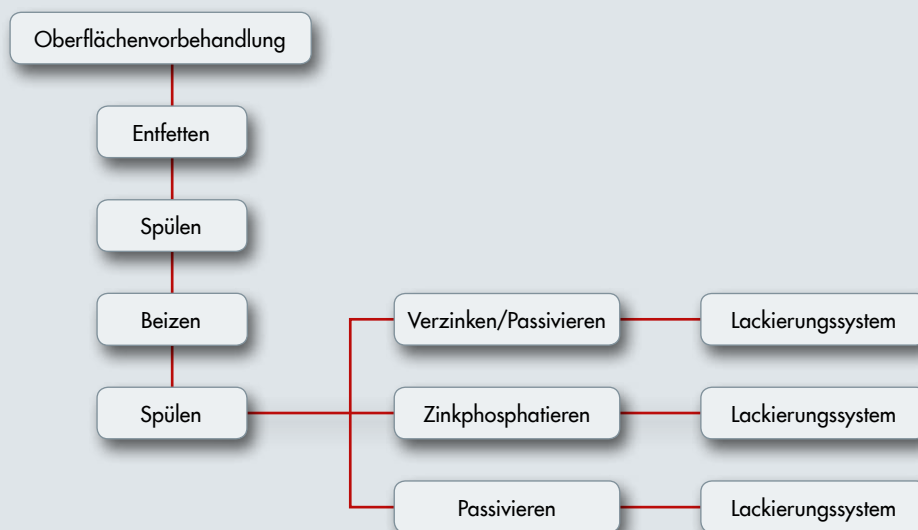 Oberflächenvorbehandlung
Entfetten
Spülen
Beizen
Spülen
Verzinken/Passivieren
Lackierungssystem
Zinkphosphatieren
Lackierungssystem
Passivieren
Lackierungssystem